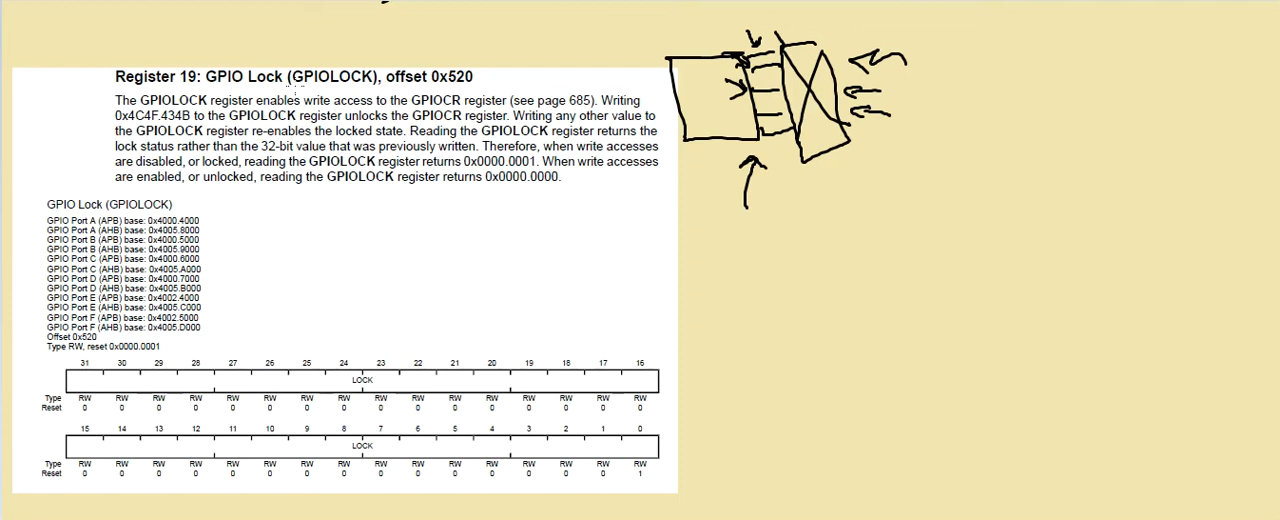 Register 19: GPIO Lock (GPIOLOCK), offset 0x520
The GPIOLOCK register enables write access to the GPIOCR register (see page 685). Writing
0x4C4F.434B to the GPIOLOCK register unlocks the GPIOCR register. Writing any other value to
the GPIOLOCK register re-enables the locked state. Reading the GPIOLOCK register returns the
lock status rather than the 32-bit value that was previously written. Therefore, when write accesses
are disabled, or locked, reading the GPIOLOCK register returns 0x0000.0001. When write accesses
are enabled, or unlocked, reading the GPIOLOCK register returns 0x0000.0000.
GPIO Lock (GPIOLOCK)
GPIO Port A (APB) base: 0x4000.4000
GPIO Port A (AHB) base: 0x4005.8000
GPIO Port B (APB) base: 0x4000.5000
GPIO Port B (AHB) base: 0x4005.9000
GPIO Port C (APB) base: 0x4000.6000
GPIO Port C (AHB) base: 0x4005.A000
GPIO Port D (APB) base: 0x4000.7000
GPIO Port D (AHB) base: 0x4005.B000
GPIO Port E (APB) base: 0x4002.4000
GPIO Port E (AHB) base: 0x4005.C000
GPIO Port F (APB) base: 0x4002.5000
GPIO Port F (AHB) base: 0x4005.D000
Offset 0x520
Type RW, reset 0x0000.0001
31 30 29 28 27 26 25 24 23 22 21 20 19 18 17 16
LOCK
Type RW RW RW RW RW RW RW RW RW RW RW RW RW RW RW RW
Reset 0 0 0 0 0 0 0 0 0 0 0 0 0 0 0 0
15 14 13 12 11 10 9 8 7 6 5 4 3 2 1 0
LOCK
Type RW RW RW RW RW RW RW RW RW RW RW RW RW RW RW RW
Reset 0 0 0 0 0 0 0 0 0 0 0 0 0 0 0 1